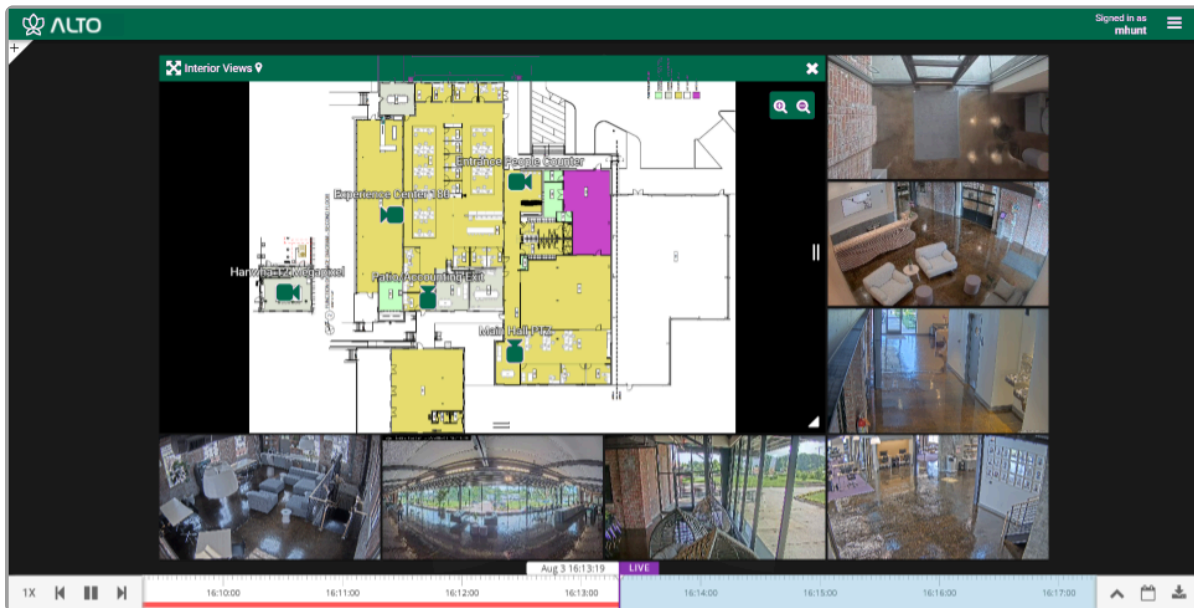 ALTO
Signed in as
mhunt
Interior Views
Entrance People Counter
Experience Center 180
Patio/Accounting Exit
Main Hall PTZ
Aug 3 16:13:19
LIVE
1X
16:10:00
16:11:00
16:12:00
16:13:00
16:14:00
16:15:00
16:16:00
16:17:00